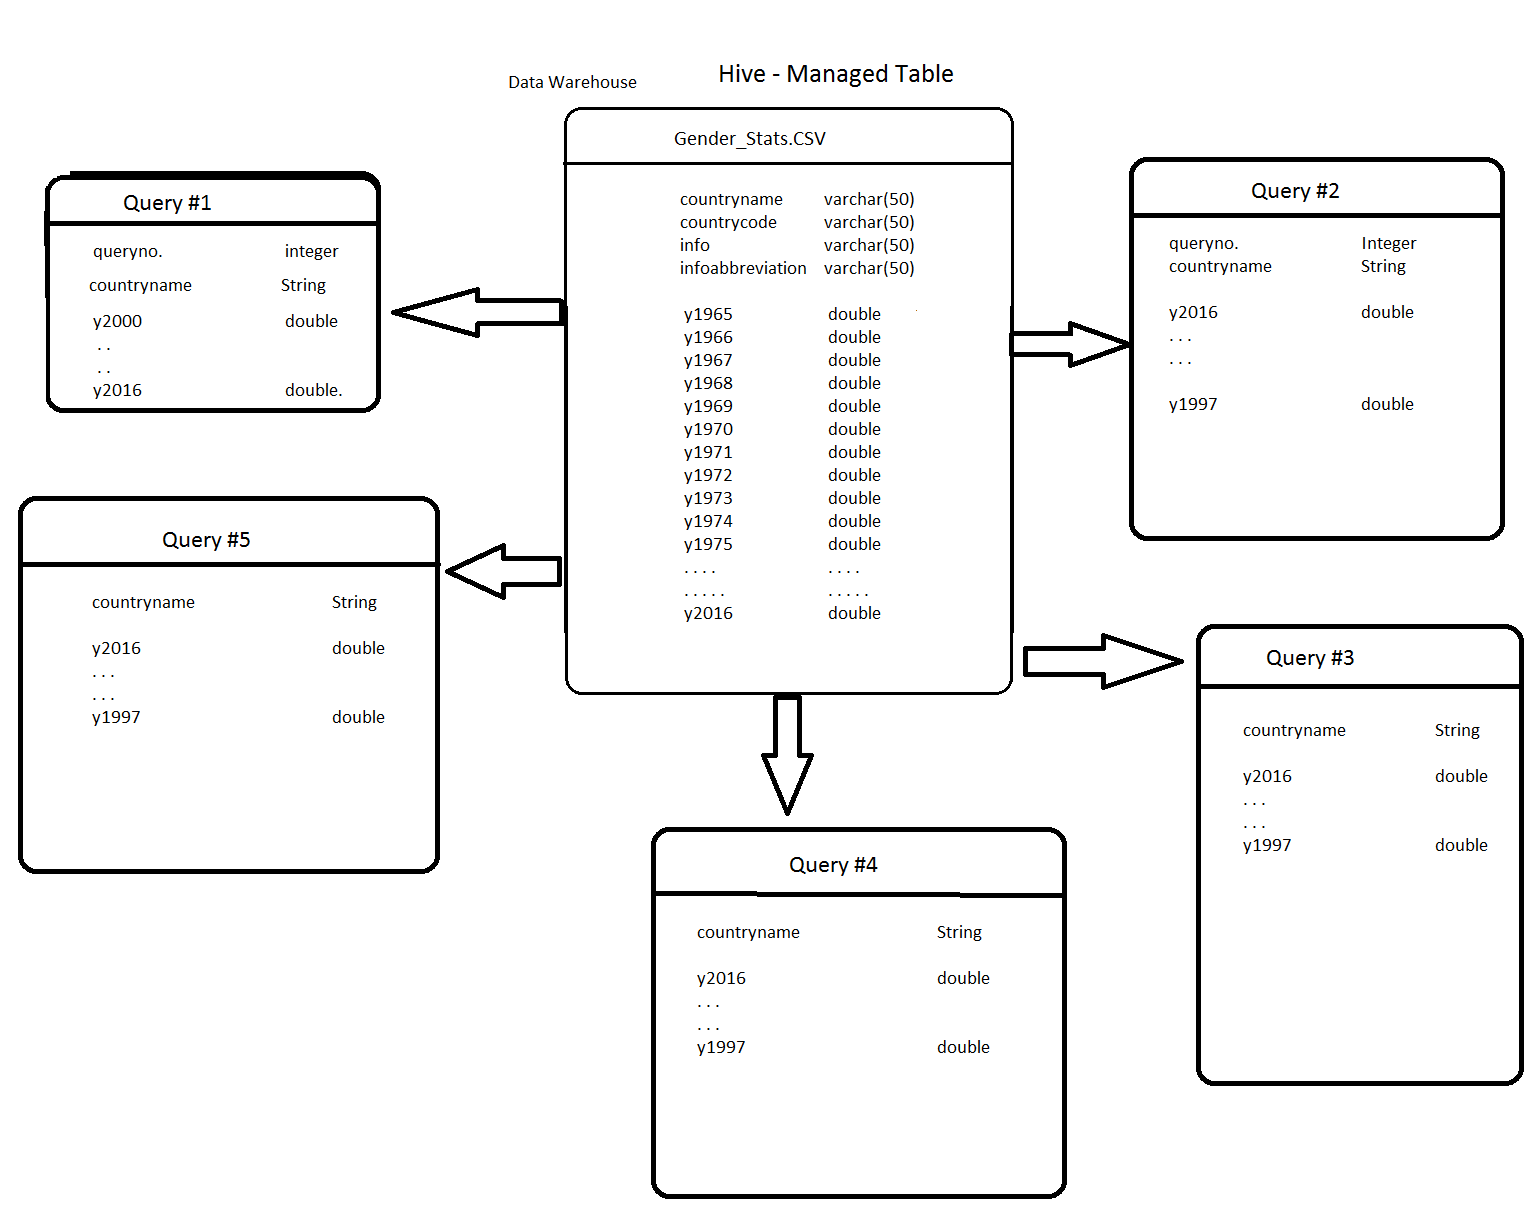 Hive - Managed Table
Data Warehouse
Gender_Stats.CSV
countryname varchar(50)
countrycode varchar(50)
info varchar(50)
infoabbreviation varchar(50)
y1965 double
y1966 double
y1967 double
y1968 double
y1969 double
y1970 double
y1971 double
y1972 double
y1973 double
y1974 double
y1975 double
. . . . . . . .
. . . . . . . . . .
y2016 double
Query #1
queryno. integer
countryname String
y2000 double
. .
. .
y2016 double.
Query #2
queryno. Integer
countryname String
y2016 double
. . .
. . .
y1997 double
Query #5
countryname String
y2016 double
. . .
. . .
y1997 double
Query #3
countryname String
y2016 double
. . .
. . .
y1997 double
Query #4
countryname String
y2016 double
. . .
. . .
y1997 double